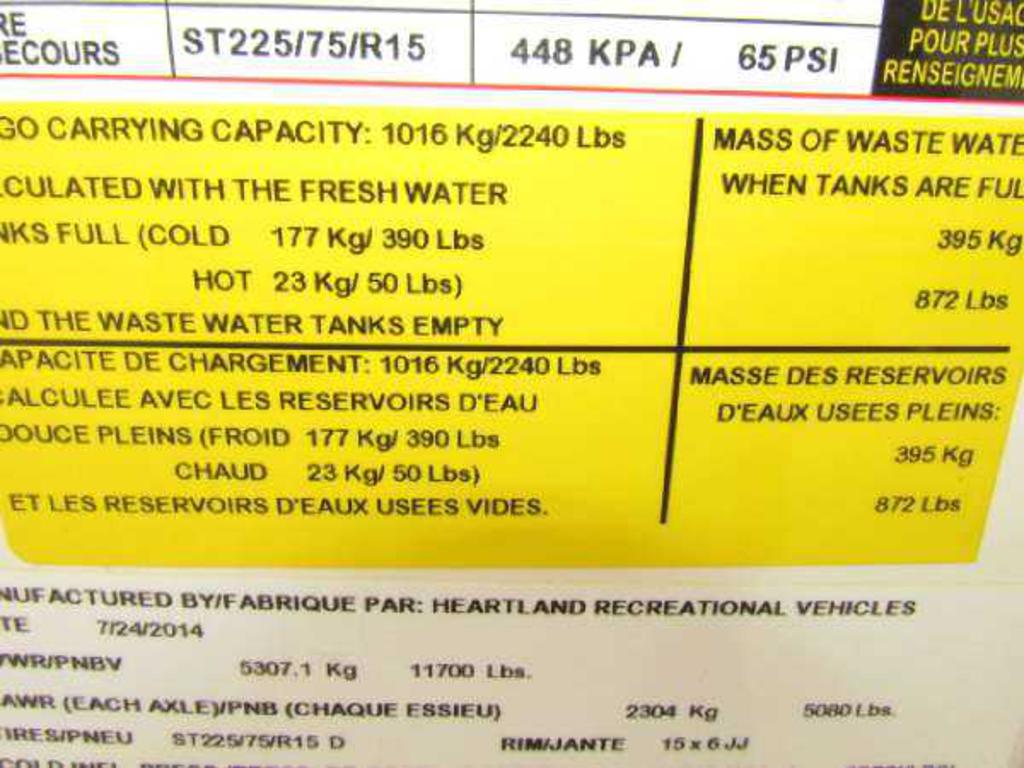 RE
DE L'USAG
ECOURS ST225/75/R15 448 KPA / 65 PSI
POUR PLUS
RENSEIGNEM
GO CARRYING CAPACITY: 1016 Kg/2240 Lbs
LCULATED WITH THE FRESH WATER
NKS FULL (COLD 177 Kg/ 390 Lbs
HOT 23 Kg/ 50 Lbs)
ND THE WASTE WATER TANKS EMPTY
MASS OF WASTE WATE
WHEN TANKS ARE FUL
395 Kg
872 Lbs
APACITE DE CHARGEMENT: 1016 Kg/2240 Lbs
CALCULEE AVEC LES RESERVOIRS D'EAU
DOUCE PLEINS (FROID 177 Kg/ 390 Lbs
CHAUD 23 Kg/ 50 Lbs)
ET LES RESERVOIRS D'EAUX USEES VIDES.
MASSE DES RESERVOIRS
D'EAUX USEES PLEINS:
395 Kg
872 Lbs
NUFACTURED BY/FABRIQUE PAR: HEARTLAND RECREATIONAL VEHICLES
TE 7/24/2014
VWR/PNBV 5307.1 Kg 11700 Lbs.
AWR (EACH AXLE)/PNB (CHAQUE ESSIEU) 2304 Kg 5080 Lbs.
IRES/PNEU ST225/75/R15 D RIM/JANTE 15 x 6 JJ